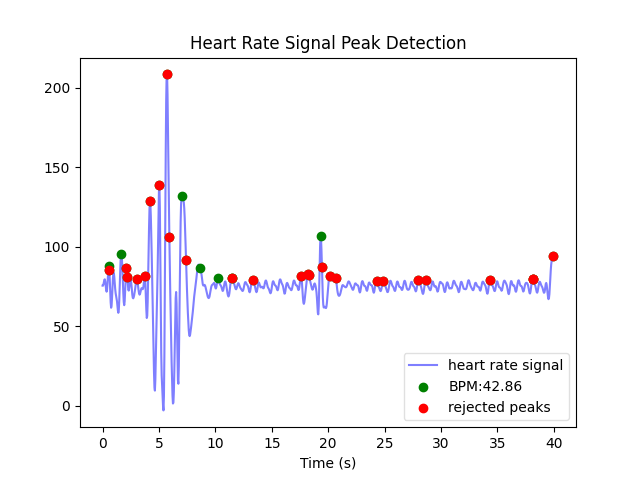 Heart Rate Signal Peak Detection
200
150
100
50
0
0 5 10 15 20 25 30 35 40
Time (s)
heart rate signal
BPM:42.86
rejected peaks